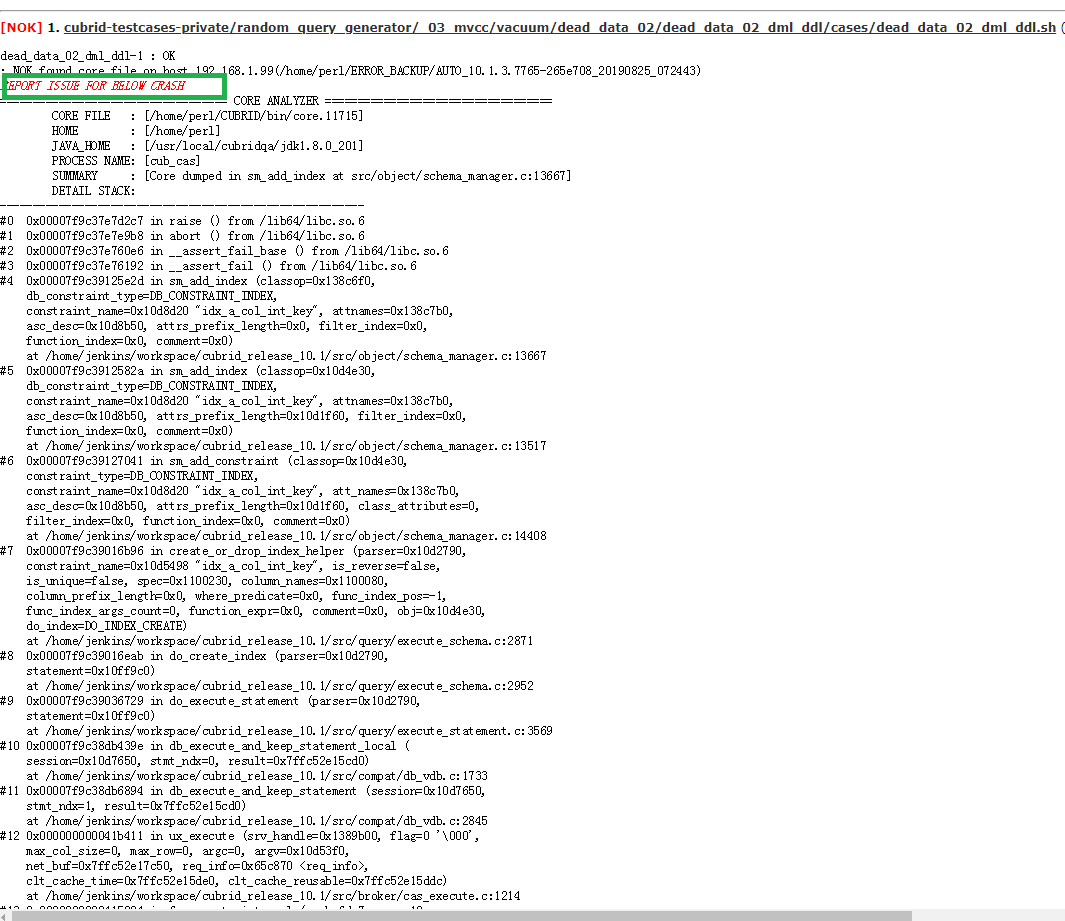 [NOK] 1. cubrid-testcases-private/random_query_generator/_03_mvcc/vacuum/dead_data_02/dead_data_02_dml_ddl/cases/dead_data_02_dml_ddl.sh (
dead_data_02_dml_ddl-1 : OK
: NOK found core file on host 192.168.1.99(/home/perl/ERROR_BACKUP/AUTO_10.1.3.7765-265e708_20190825_072443)
REPORT ISSUE FOR BELOW CRASH
============================ CORE ANALYZER ============================
CORE FILE : [/home/perl/CUBRID/bin/core.11715]
HOME : [/home/perl]
JAVA_HOME : [/usr/local/cubridqa/jdk1.8.0_201]
PROCESS NAME: [cub_cas]
SUMMARY : [Core dumped in sm_add_index at src/object/schema_manager.c:13667]
DETAIL STACK:
--------------------------------------------
#0 0x00007f9c37e7d2c7 in raise () from /lib64/libc.so.6
#1 0x00007f9c37e7e9b8 in abort () from /lib64/libc.so.6
#2 0x00007f9c37e760e6 in __assert_fail_base () from /lib64/libc.so.6
#3 0x00007f9c37e76192 in __assert_fail () from /lib64/libc.so.6
#4 0x00007f9c39125e2d in sm_add_index (classop=0x138c6f0,
db_constraint_type=DB_CONSTRAINT_INDEX,
constraint_name=0x10d8d20 "idx_a_col_int_key", attnames=0x138c7b0,
asc_desc=0x10d8b50, attrs_prefix_length=0x0, filter_index=0x0,
function_index=0x0, comment=0x0)
at /home/jenkins/workspace/cubrid_release_10.1/src/object/schema_manager.c:13667
#5 0x00007f9c3912582a in sm_add_index (classop=0x10d4e30,
db_constraint_type=DB_CONSTRAINT_INDEX,
constraint_name=0x10d8d20 "idx_a_col_int_key", attnames=0x138c7b0,
asc_desc=0x10d8b50, attrs_prefix_length=0x10d1f60, filter_index=0x0,
function_index=0x0, comment=0x0)
at /home/jenkins/workspace/cubrid_release_10.1/src/object/schema_manager.c:13517
#6 0x00007f9c39127041 in sm_add_constraint (classop=0x10d4e30,
constraint_type=DB_CONSTRAINT_INDEX,
constraint_name=0x10d8d20 "idx_a_col_int_key", att_names=0x138c7b0,
asc_desc=0x10d8b50, attrs_prefix_length=0x10d1f60, class_attributes=0,
filter_index=0x0, function_index=0x0, comment=0x0)
at /home/jenkins/workspace/cubrid_release_10.1/src/object/schema_manager.c:14408
#7 0x00007f9c39016b96 in create_or_drop_index_helper (parser=0x10d2790,
constraint_name=0x10d5498 "idx_a_col_int_key", is_reverse=false,
is_unique=false, spec=0x1100230, column_names=0x1100080,
column_prefix_length=0x0, where_predicate=0x0, func_index_pos=-1,
func_index_args_count=0, function_expr=0x0, comment=0x0, obj=0x10d4e30,
do_index=DO_INDEX_CREATE)
at /home/jenkins/workspace/cubrid_release_10.1/src/query/execute_schema.c:2871
#8 0x00007f9c39016eab in do_create_index (parser=0x10d2790,
statement=0x10ff9c0)
at /home/jenkins/workspace/cubrid_release_10.1/src/query/execute_schema.c:2952
#9 0x00007f9c39036729 in do_execute_statement (parser=0x10d2790,
statement=0x10ff9c0)
at /home/jenkins/workspace/cubrid_release_10.1/src/query/execute_statement.c:3569
#10 0x00007f9c38db439e in db_execute_and_keep_statement_local (
session=0x10d7650, stmt_ndx=0, result=0x7ffc52e15cd0)
at /home/jenkins/workspace/cubrid_release_10.1/src/compat/db_vdb.c:1733
#11 0x00007f9c38db6894 in db_execute_and_keep_statement (session=0x10d7650,
stmt_ndx=1, result=0x7ffc52e15cd0)
at /home/jenkins/workspace/cubrid_release_10.1/src/compat/db_vdb.c:2845
#12 0x000000000041b411 in ux_execute (srv_handle=0x1389b00, flag=0 '\000',
max_col_size=0, max_row=0, argc=0, argv=0x10d53f0,
net_buf=0x7ffc52e17c50, req_info=0x65c870 <req_info>,
clt_cache_time=0x7ffc52e15de0, clt_cache_reusable=0x7ffc52e15ddc)
at /home/jenkins/workspace/cubrid_release_10.1/src/broker/cas_execute.c:1214